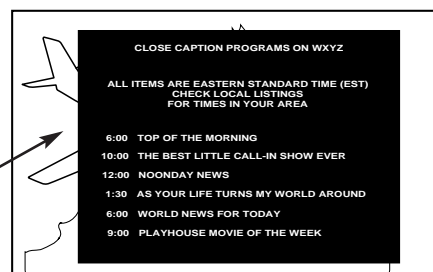 CLOSE CAPTION PROGRAMS ON WXYZ
ALL ITEMS ARE EASTERN STANDARD TIME (EST)
CHECK LOCAL LISTINGS
FOR TIMES IN YOUR AREA
6:00 TOP OF THE MORNING
10:00 THE BEST LITTLE CALL-IN SHOW EVER
12:00 NOONDAY NEWS
1:30 AS YOUR LIFE TURNS MY WORLD AROUND
6:00 WORLD NEWS FOR TODAY
9:00 PLAYHOUSE MOVIE OF THE WEEK